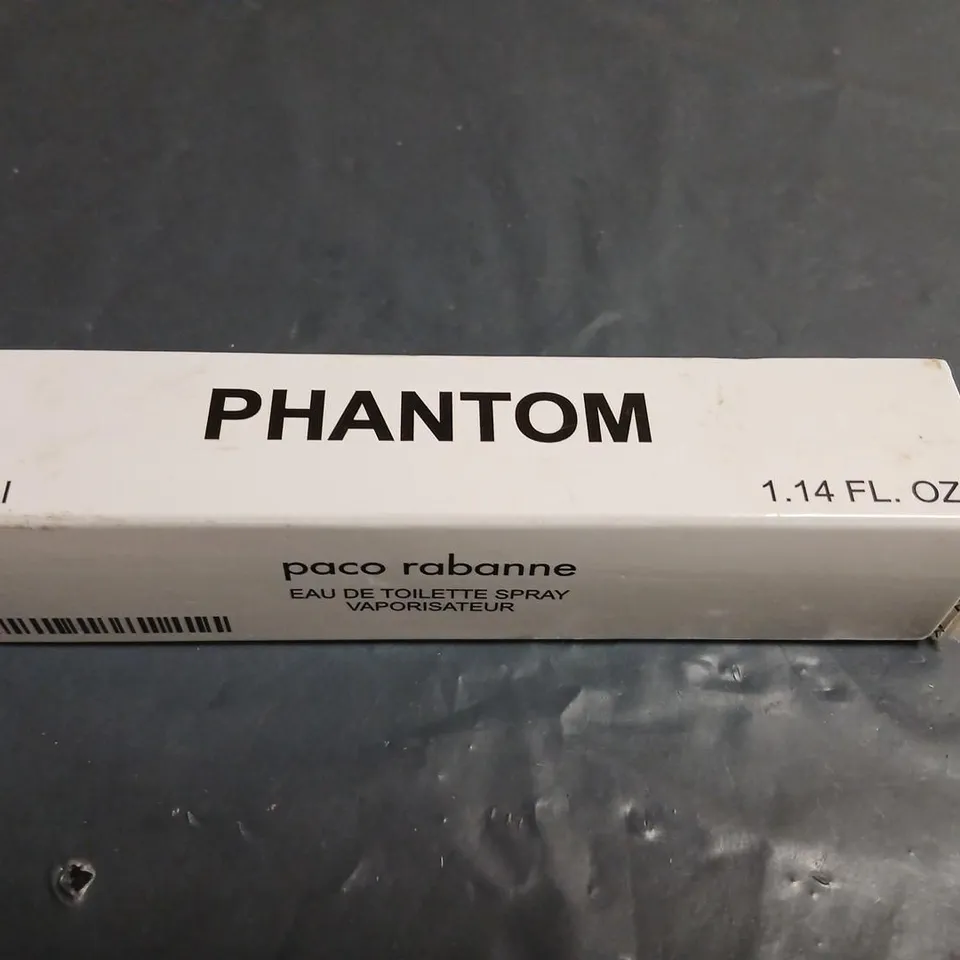 PHANTOM
l
1.14 FL. OZ
paco rabanne
EAU DE TOILETTE SPRAY
VAPORISATEUR